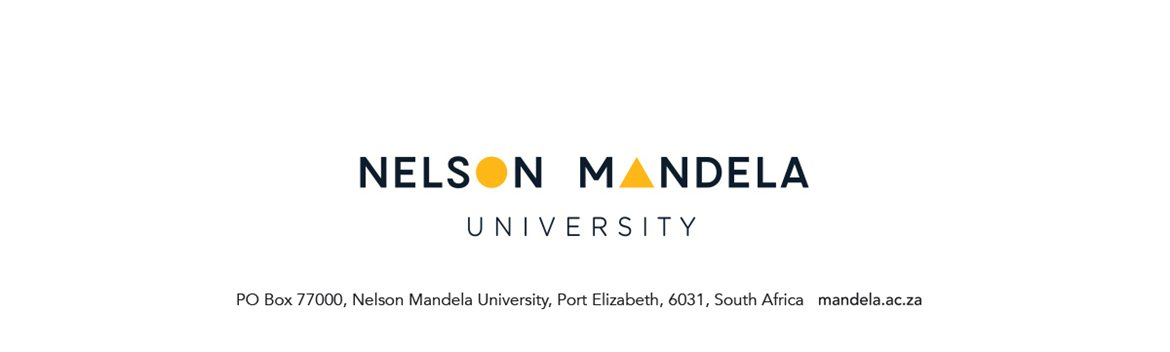 NELSON MANDELA
UNIVERSITY
PO Box 77000, Nelson Mandela University, Port Elizabeth, 6031, South Africa mandela.ac.za